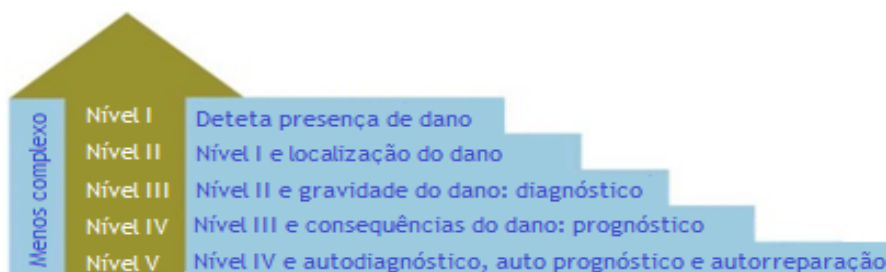 Menos complexo
Nível I Deteta presença de dano
Nível II Nível I e localização do dano
Nível III Nível II e gravidade do dano: diagnóstico
Nível IV Nível III e consequências do dano: prognóstico
Nível V Nível IV e autodiagnóstico, auto prognóstico e autorreparação